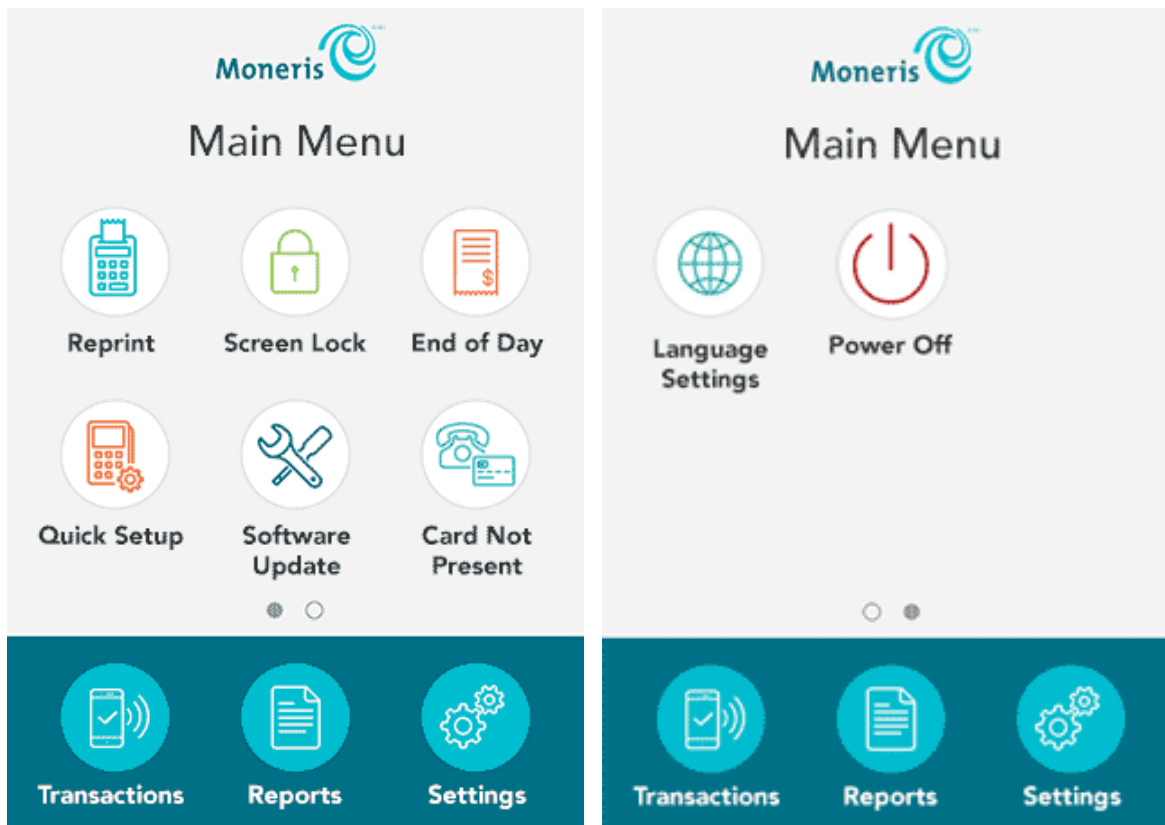 Moneris
Main Menu
Reprint
Screen Lock
End of Day
$
Quick Setup
Software
Update
Card Not
Present
Transactions
Reports
Settings
Moneris
Main Menu
Language
Settings
Power Off
Transactions
Reports
Settings